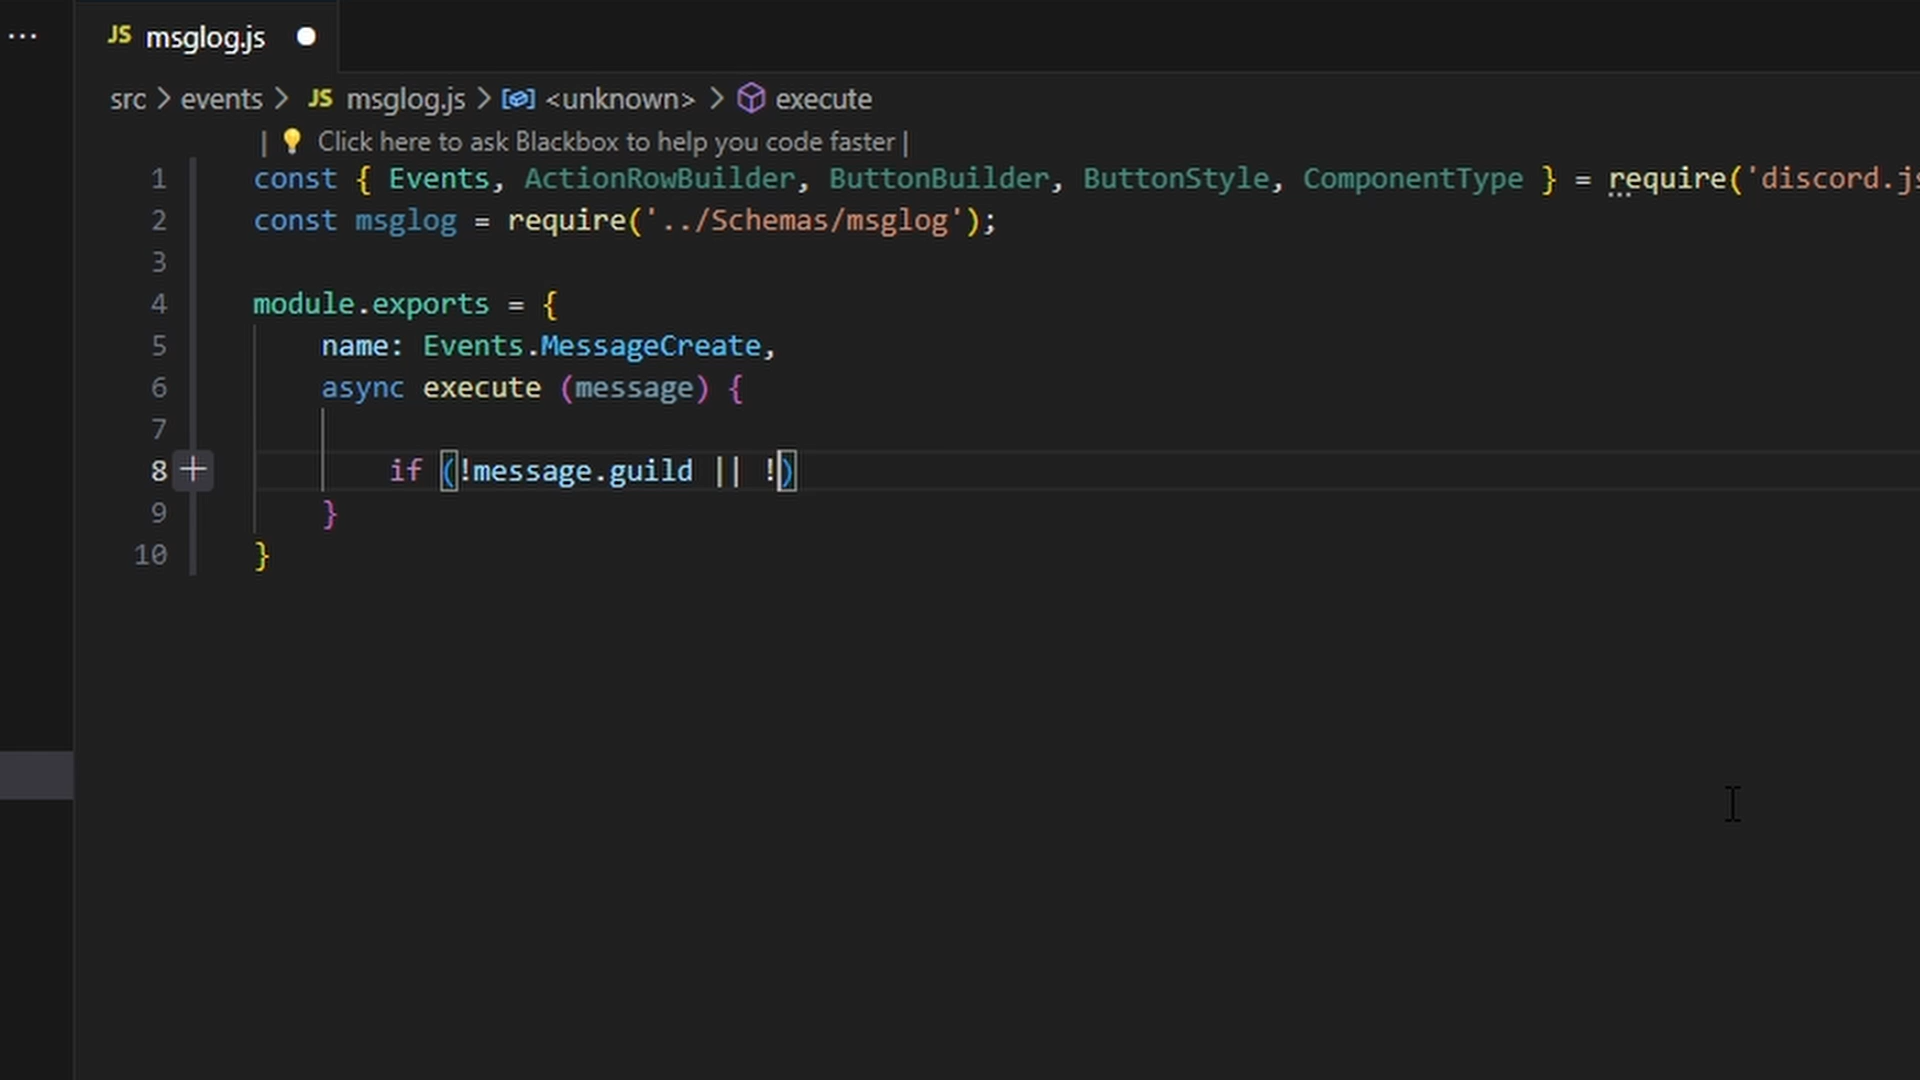 ... JS msglog.js
src > events > JS msglog.js > <unknown> > execute
| 💡 Click here to ask Blackbox to help you code faster |
1 const { Events, ActionRowBuilder, ButtonBuilder, ButtonStyle, ComponentType } = require('discord.js
2 const msglog = require('../Schemas/msglog');
3
4 module.exports = {
5 name: Events.MessageCreate,
6 async execute (message) {
7
8 if (!message.guild || !)
9 }
10 }